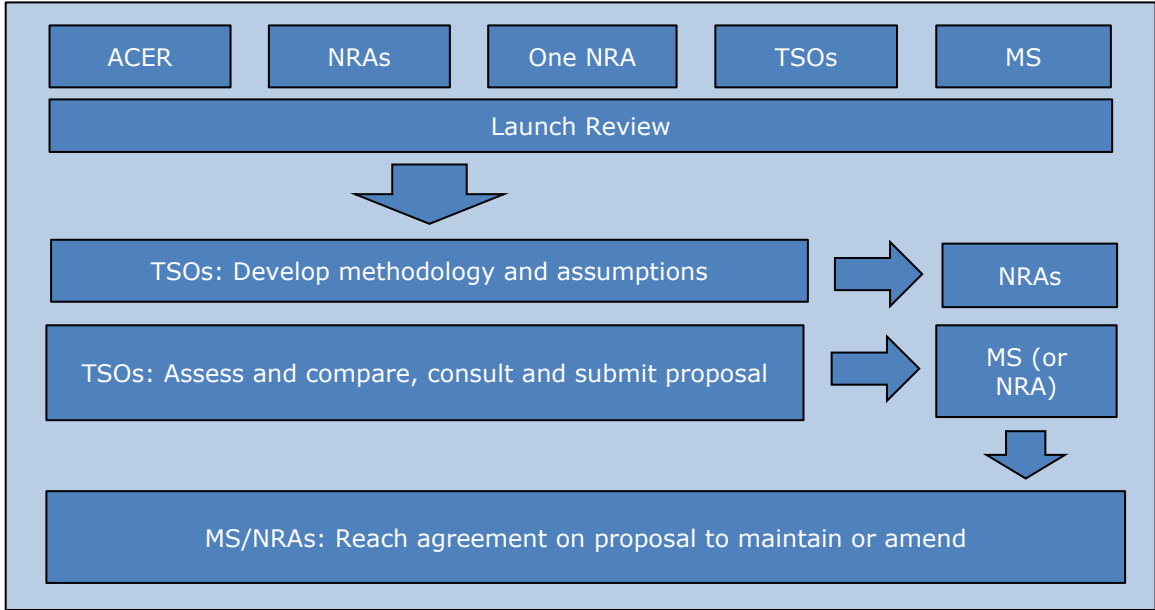 ACER
NRAs
One NRA
TSOs
MS
Launch Review
TSOs: Develop methodology and assumptions
NRAs
TSOs: Assess and compare, consult and submit proposal
MS (or
NRA)
MS/NRAs: Reach agreement on proposal to maintain or amend